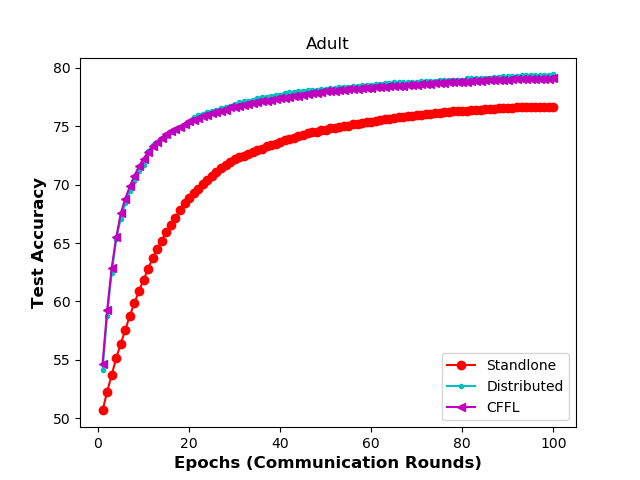 Adult
80
75
70
65
60
55
50
0 20 40 60 80 100
Test Accuracy
Epochs (Communication Rounds)
Standlone
Distributed
CFFL